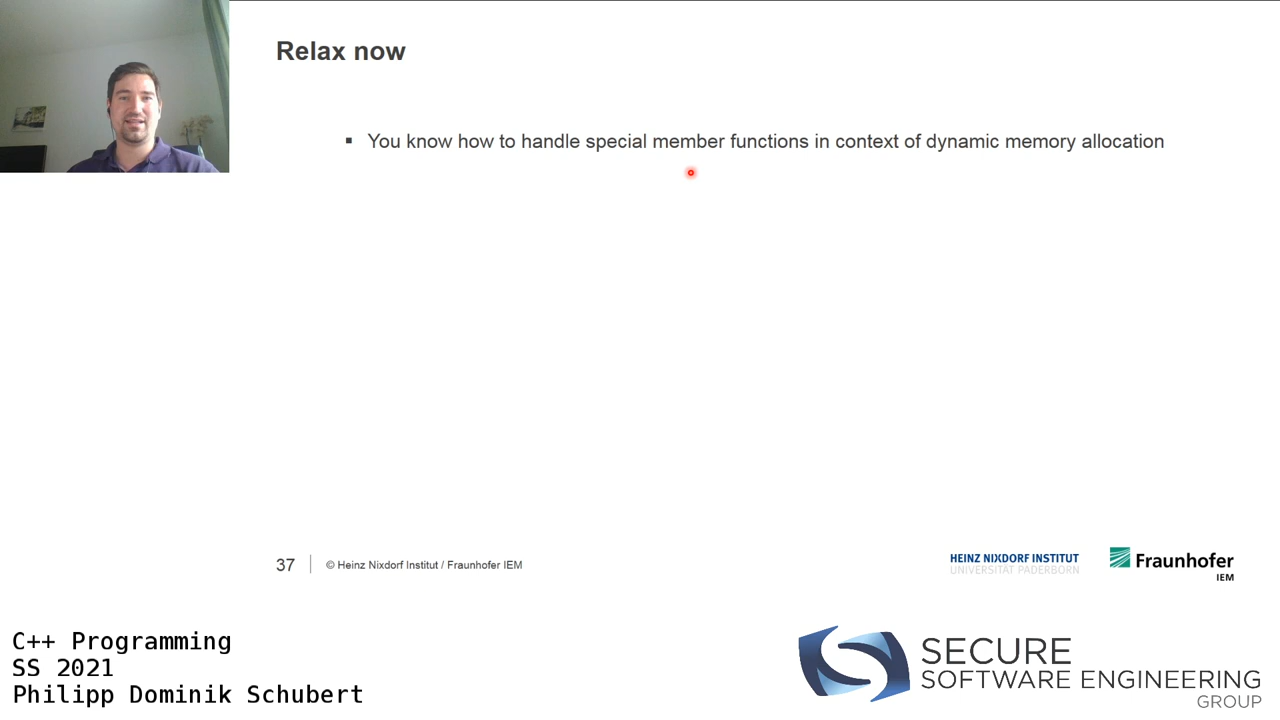 Relax now
▪ You know how to handle special member functions in context of dynamic memory allocation
37 | © Heinz Nixdorf Institut / Fraunhofer IEM
HEINZ NIXDORF INSTITUT
UNIVERSITÄT PADERBORN
Fraunhofer
IEM
C++ Programming
SS 2021
Philipp Dominik Schubert
SECURE
SOFTWARE ENGINEERING
GROUP